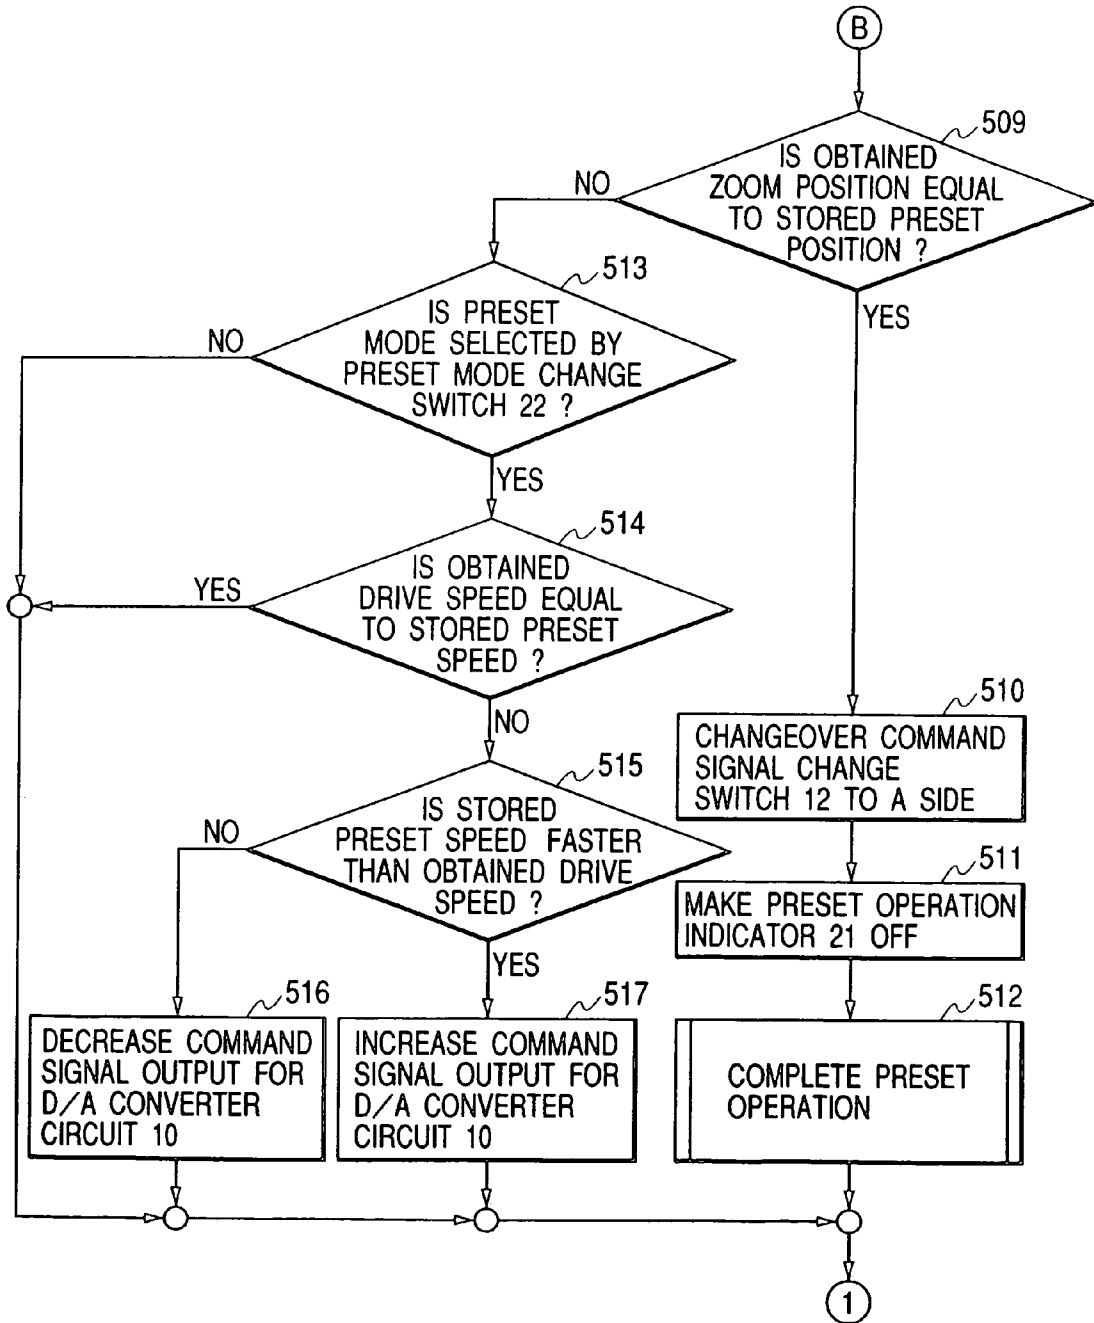 B
509
IS OBTAINED
ZOOM POSITION EQUAL
TO STORED PRESET
POSITION ?
NO
YES
513
IS PRESET
MODE SELECTED BY
PRESET MODE CHANGE
SWITCH 22 ?
NO
YES
514
IS OBTAINED
DRIVE SPEED EQUAL
TO STORED PRESET
SPEED ?
YES
NO
515
IS STORED
PRESET SPEED FASTER
THAN OBTAINED DRIVE
SPEED ?
NO
YES
510
CHANGEOVER COMMAND
SIGNAL CHANGE
SWITCH 12 TO A SIDE
511
MAKE PRESET OPERATION
INDICATOR 21 OFF
516
DECREASE COMMAND
SIGNAL OUTPUT FOR
D/A CONVERTER
CIRCUIT 10
517
INCREASE COMMAND
SIGNAL OUTPUT FOR
D/A CONVERTER
CIRCUIT 10
512
COMPLETE PRESET
OPERATION
1